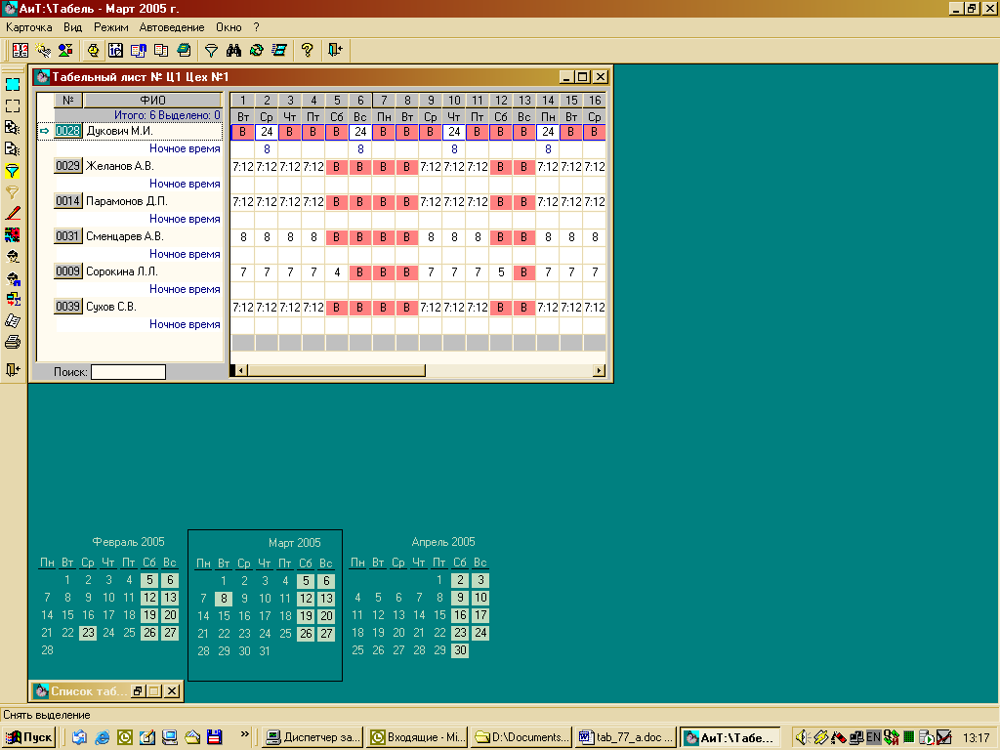 АиТ:\Табель - Март 2005 г.
Карточка Вид Режим Автоведение Окно ?
Табельный лист № Ц1 Цех №1
№ ФИО 1 2 3 4 5 6 7 8 9 10 11 12 13 14 15 16
Итого: 6 Выделено: 0 Вт Ср Чт Пт Сб Вс Пн Вт Ср Чт Пт Сб Вс Пн Вт Ср
0028 Дукович М.И. В 24 В В В 24 В В В 24 В В В 24 В В
Ночное время 8 8 8 8
0029 Желанов А.В. 7:12 7:12 7:12 7:12 В В В В 7:12 7:12 7:12 В В 7:12 7:12 7:12
Ночное время
0014 Парамонов Д.П. 7:12 7:12 7:12 7:12 В В В В 7:12 7:12 7:12 В В 7:12 7:12 7:12
Ночное время
0031 Сменцарев А.В. 8 8 8 8 В В В В 8 8 8 В В 8 8 8
Ночное время
0009 Сорокина Л.Л. 7 7 7 7 4 В В В 7 7 7 5 В 7 7 7
Ночное время
0039 Сухов С.В. 7:12 7:12 7:12 7:12 В В В В 7:12 7:12 7:12 В В 7:12 7:12 7:12
Ночное время
Поиск:
Февраль 2005
Пн Вт Ср Чт Пт Сб Вс
1 2 3 4 5 6
7 8 9 10 11 12 13
14 15 16 17 18 19 20
21 22 23 24 25 26 27
28
Март 2005
Пн Вт Ср Чт Пт Сб Вс
1 2 3 4 5 6
7 8 9 10 11 12 13
14 15 16 17 18 19 20
21 22 23 24 25 26 27
28 29 30 31
Апрель 2005
Пн Вт Ср Чт Пт Сб Вс
1 2 3
4 5 6 7 8 9 10
11 12 13 14 15 16 17
18 19 20 21 22 23 24
25 26 27 28 29 30
Список таб...
Снять выделение
Пуск » Диспетчер за... Входящие - Mi... D:\Documents... tab_77_a.doc ... АиТ:\Табе... EN 13:17